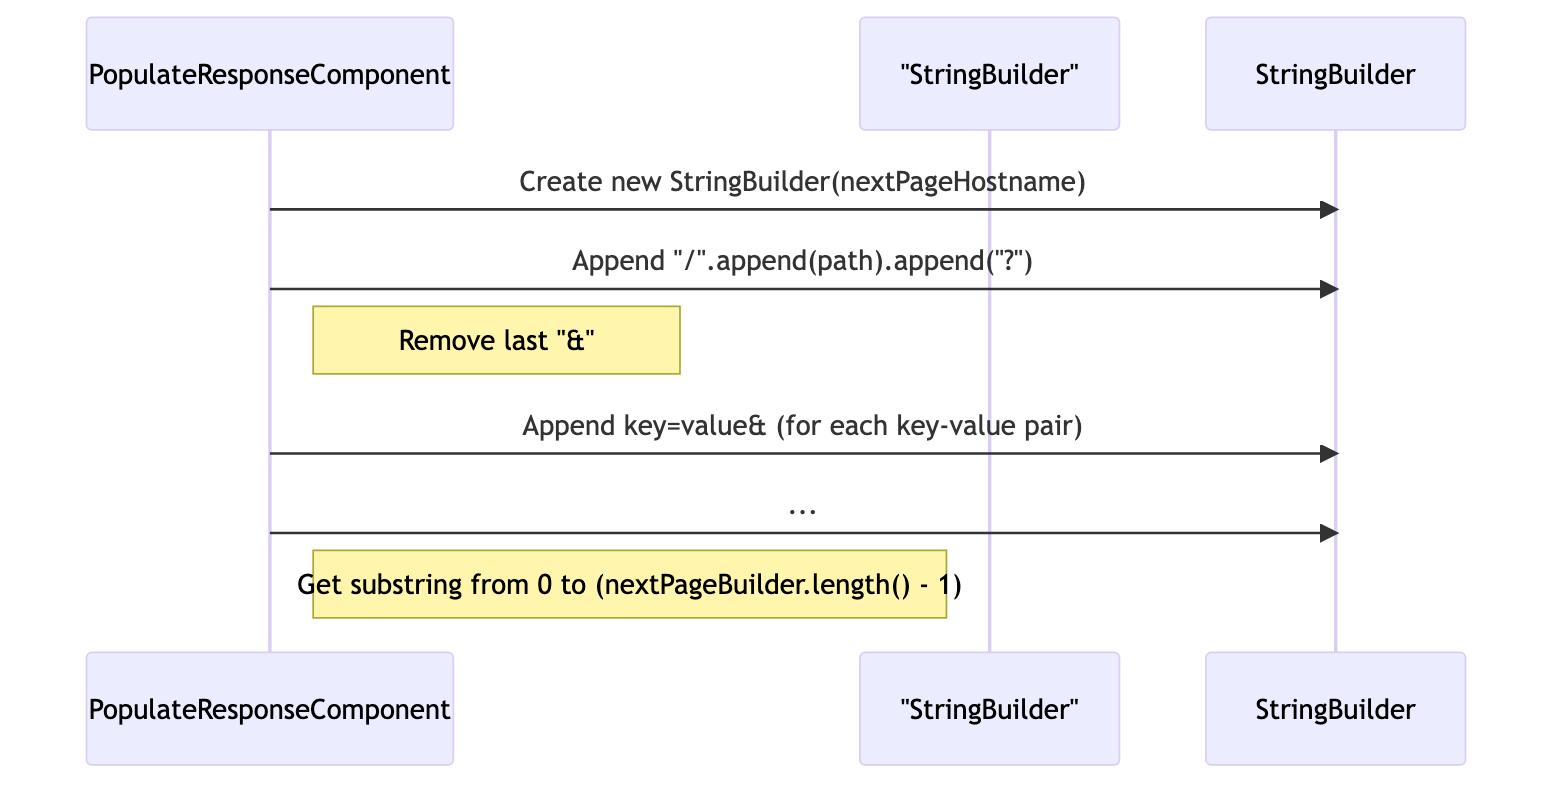 PopulateResponseComponent
"StringBuilder"
StringBuilder
Create new StringBuilder(nextPageHostname)
Append "/".append(path).append("?")
Remove last "&"
Append key=value& (for each key-value pair)
...
Get substring from 0 to (nextPageBuilder.length() - 1)
PopulateResponseComponent
"StringBuilder"
StringBuilder